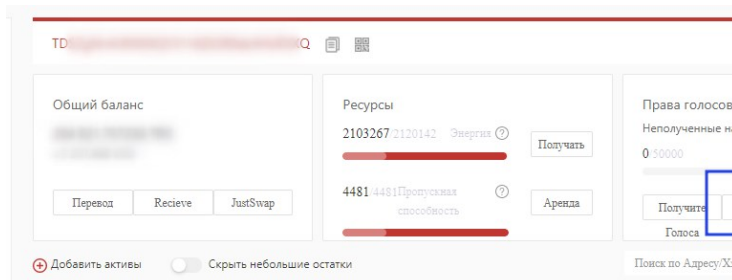 TD
Q
Общий баланс
Перевод
Recieve
JustSwap
Ресурсы
2103267/2120142 Энергия
Получать
4481/4481 Пропускная
способность
Аренда
Права голосов
Неполученные на
0/50000
Получите
Голоса
Добавить активы
Скрыть небольшие остатки
Поиск по Адресу/Х